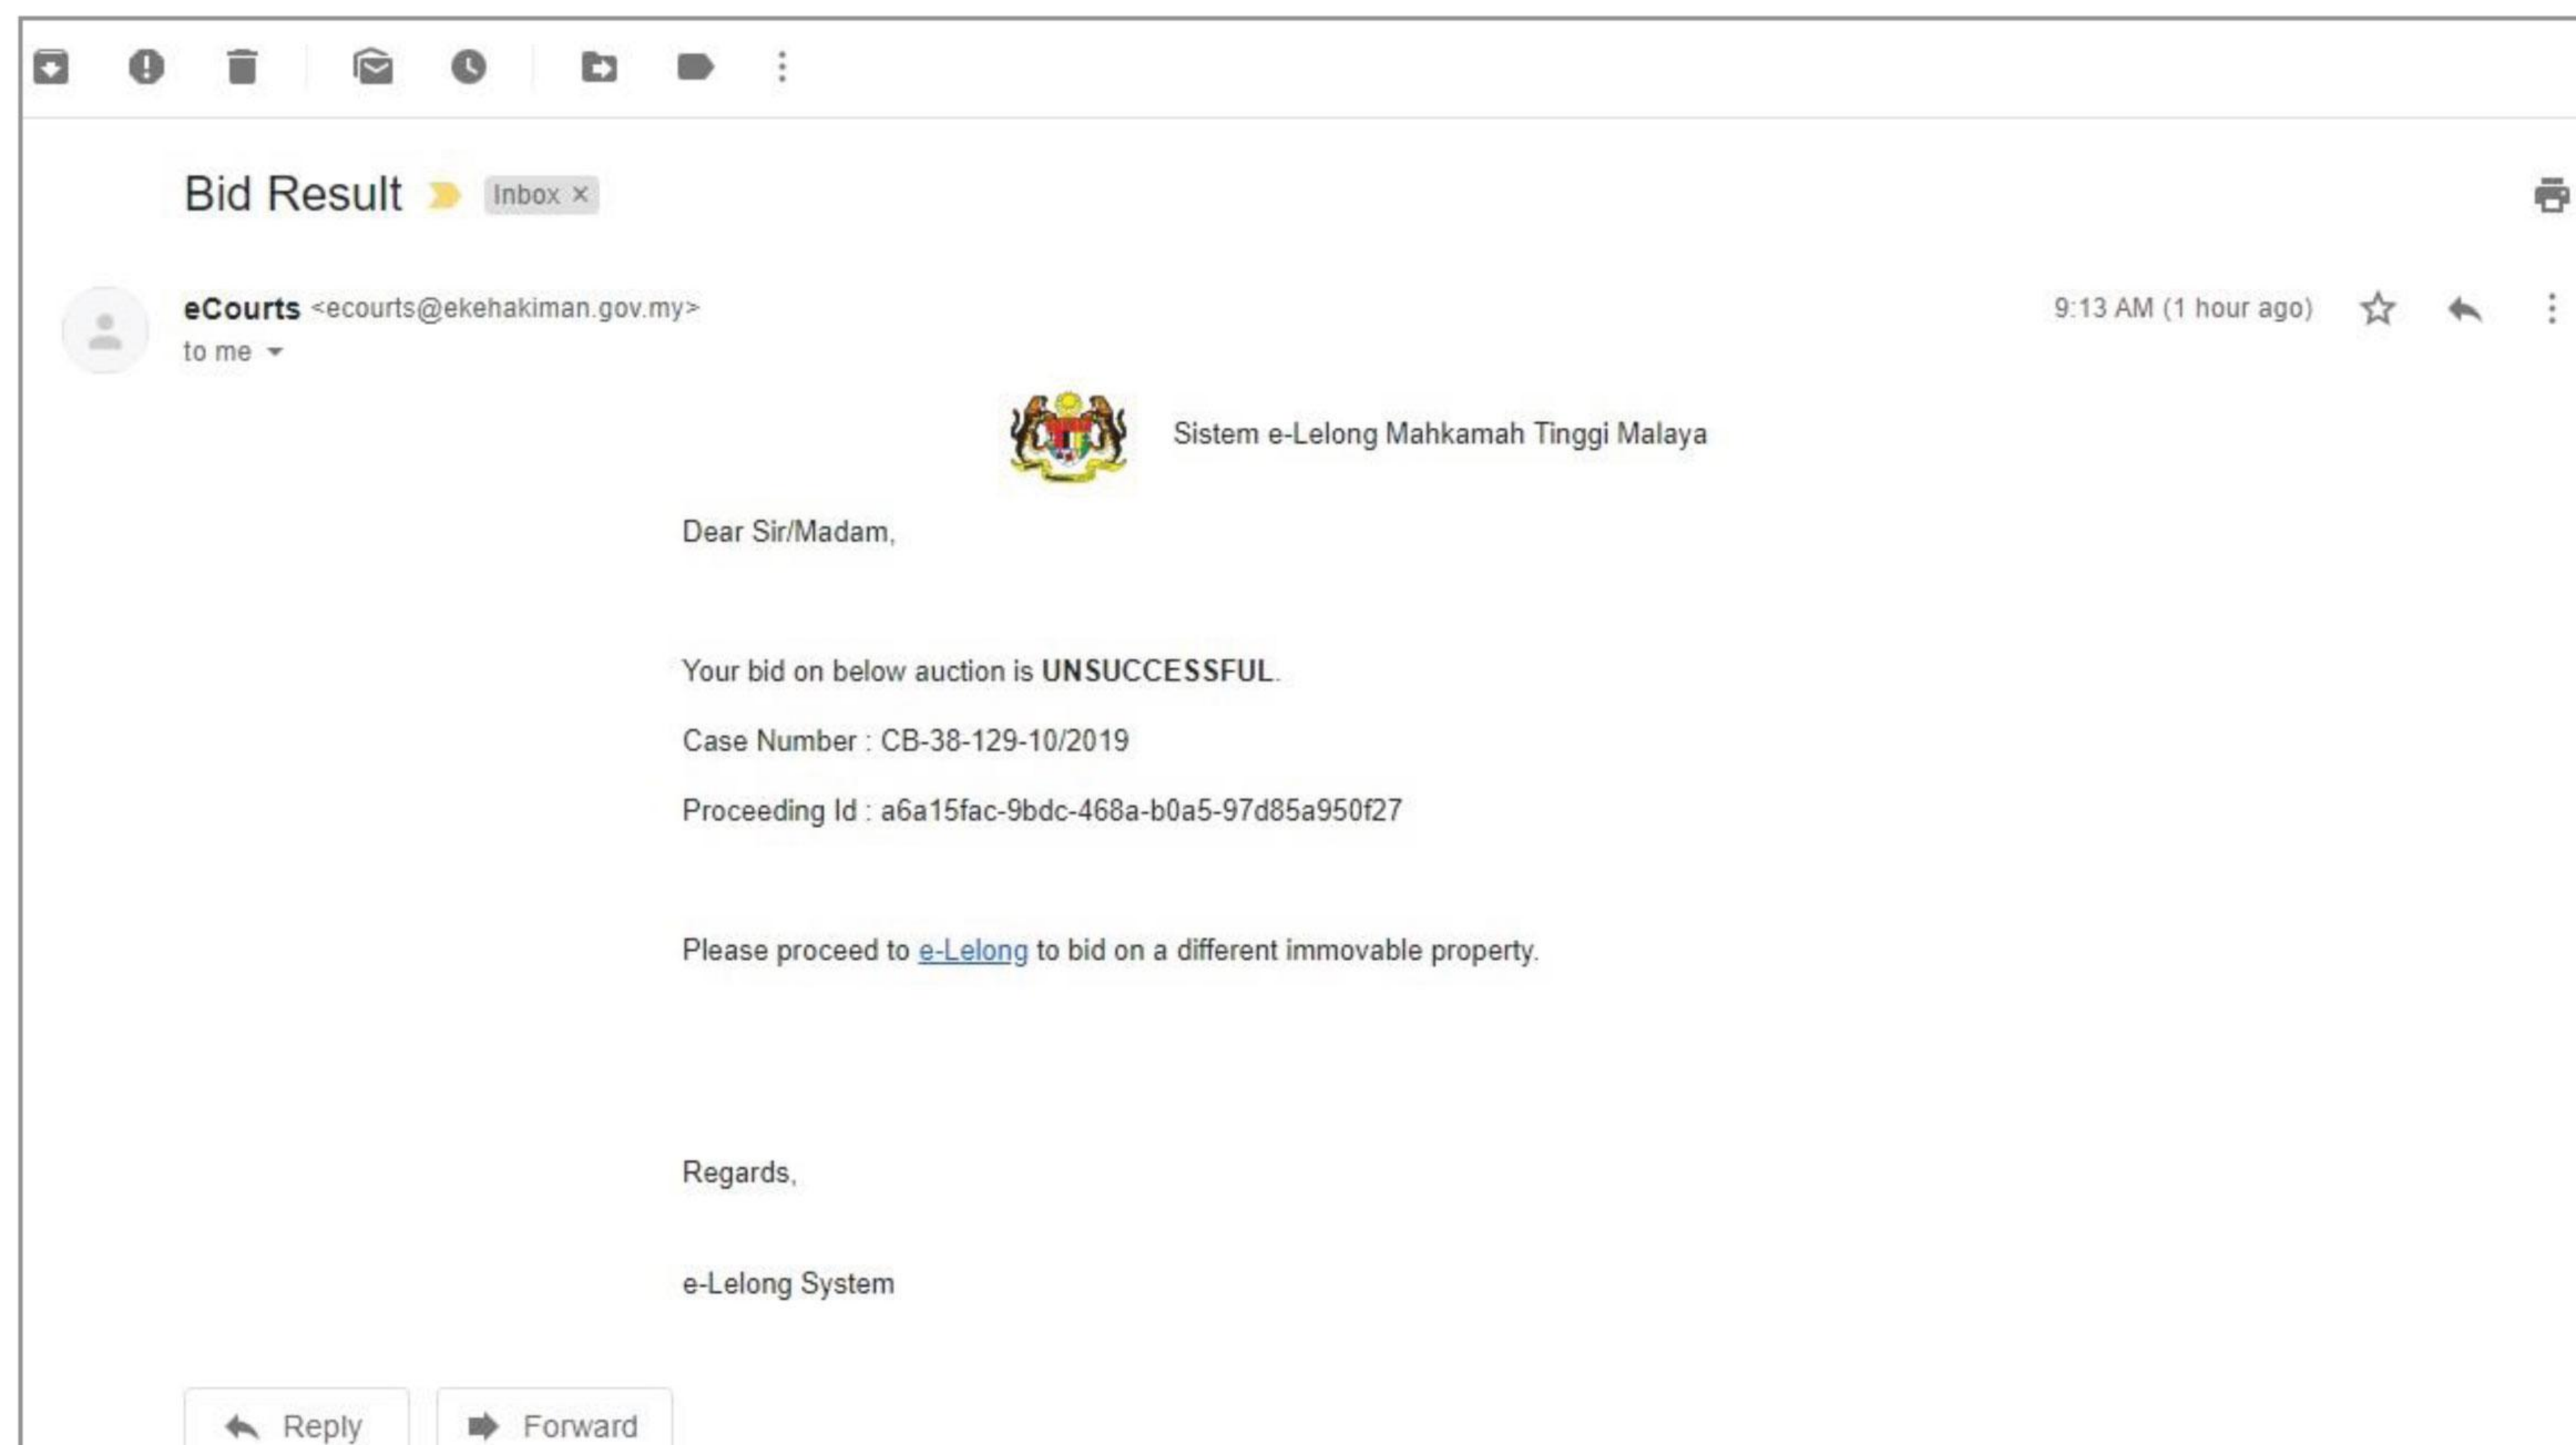 Bid Result Inbox ×
eCourts <ecourts@ekehakiman.gov.my> 9:13 AM (1 hour ago)
to me
Sistem e-Lelong Mahkamah Tinggi Malaya
Dear Sir/Madam,
Your bid on below auction is UNSUCCESSFUL.
Case Number : CB-38-129-10/2019
Proceeding Id : a6a15fac-9bdc-468a-b0a5-97d85a950f27
Please proceed to e-Lelong to bid on a different immovable property.
Regards,
e-Lelong System
Reply Forward